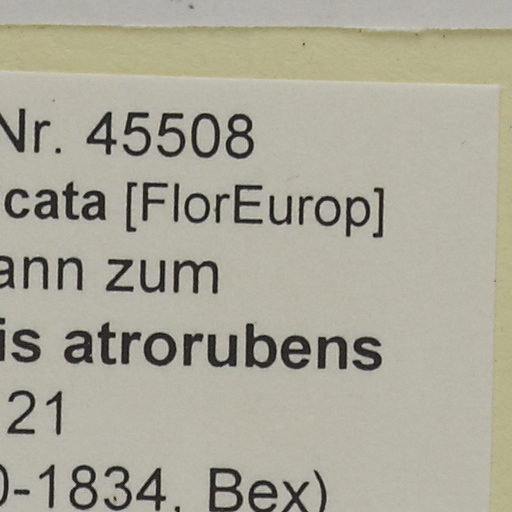 Nr. 45508
cata [FlorEurop]
ann zum
is atrorubens
21
0-1834, Bex)